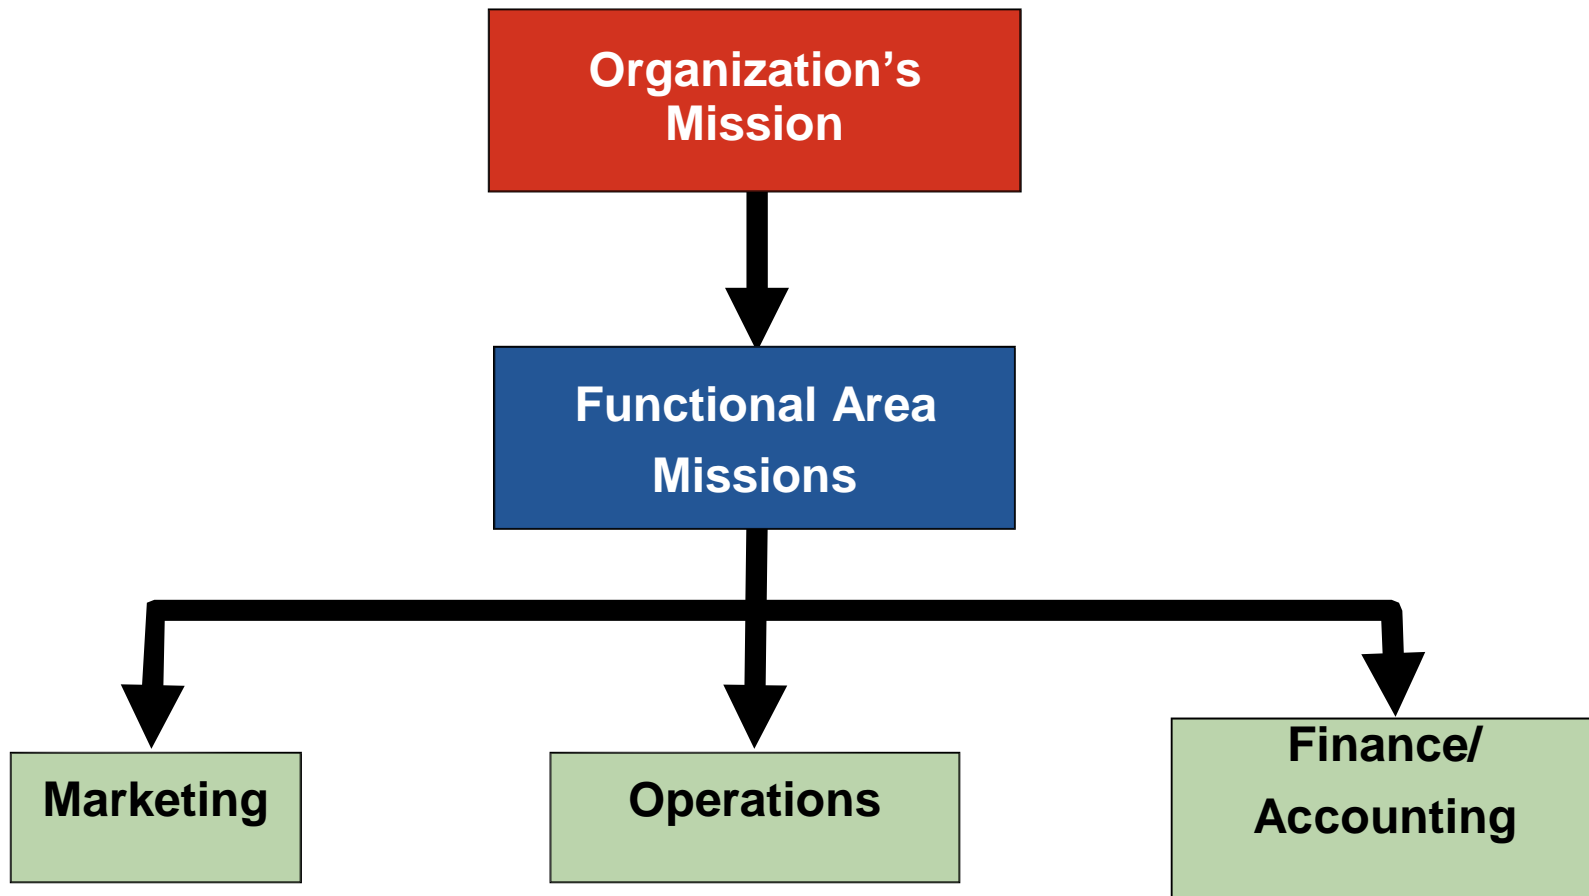 Organization’s
Mission
Functional Area
Missions
Marketing
Operations
Finance/
Accounting